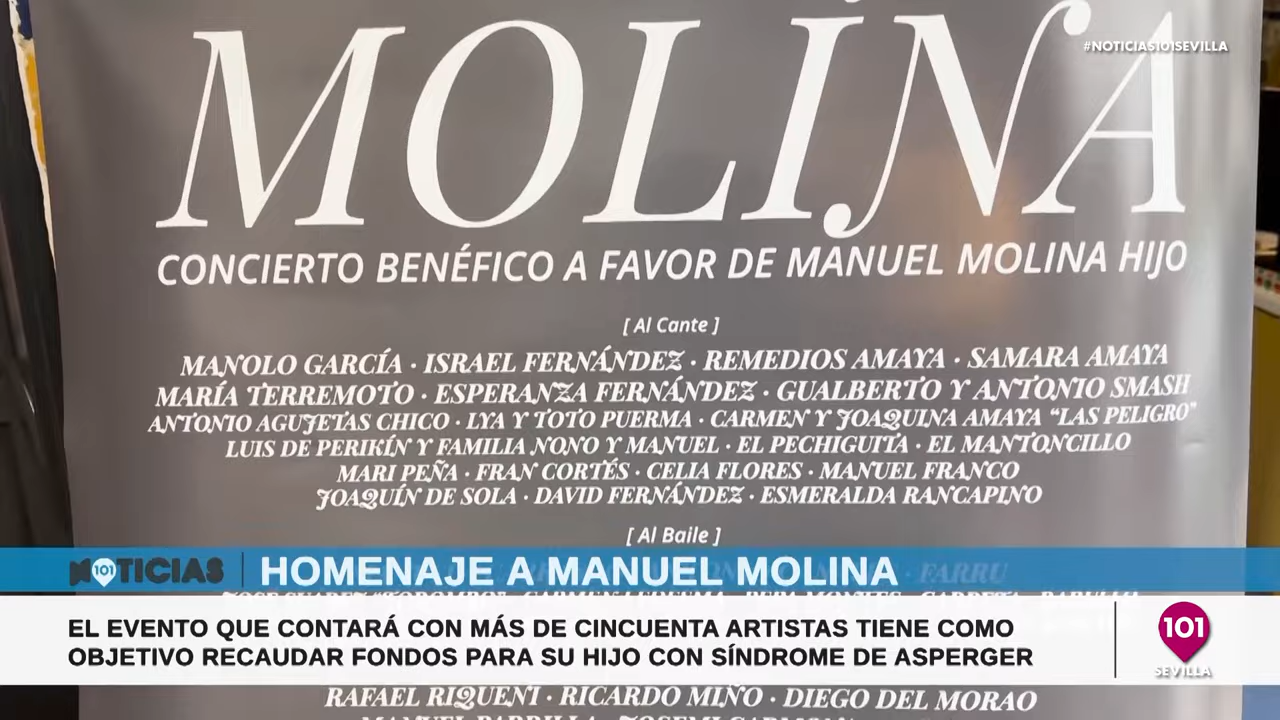 MOLINA
#NOTICIAS101SEVILLA
CONCIERTO BENÉFICO A FAVOR DE MANUEL MOLINA HIJO
[ Al Cante ]
MANOLO GARCÍA · ISRAEL FERNÁNDEZ · REMEDIOS AMAYA · SAMARA AMAYA
MARÍA TERREMOTO · ESPERANZA FERNÁNDEZ · GUALBERTO Y ANTONIO SMASH
ANTONIO AGUJETAS CHICO · LYA Y TOTO PUERMA · CARMEN Y JOAQUINA AMAYA "LAS PELIGRO"
LUIS DE PERIKÍN Y FAMILIA NONO Y MANUEL · EL PECHIGUITA · EL MANTONCILLO
MARI PEÑA · FRAN CORTÉS · CELIA FLORES · MANUEL FRANCO
JOAQUÍN DE SOLA · DAVID FERNÁNDEZ · ESMERALDA RANCAPINO
[ Al Baile ]
FARRU
NOTICIAS 101
HOMENAJE A MANUEL MOLINA
EL EVENTO QUE CONTARÁ CON MÁS DE CINCUENTA ARTISTAS TIENE COMO
OBJETIVO RECAUDAR FONDOS PARA SU HIJO CON SÍNDROME DE ASPERGER
101
SEVILLA
RAFAEL RIQUENI · RICARDO MIÑO · DIEGO DEL MORAO